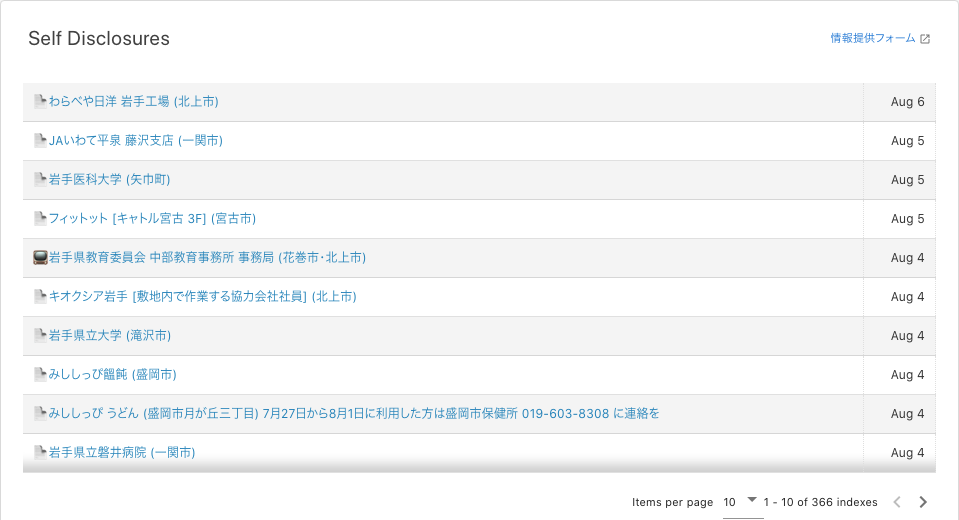 Self Disclosures
情報提供フォーム
わらべや日洋 岩手工場 (北上市) Aug 6
JAいわて平泉 藤沢支店 (一関市) Aug 5
岩手医科大学 (矢巾町) Aug 5
フィットット [キャトル宮古 3F] (宮古市) Aug 5
岩手県教育委員会 中部教育事務所 事務局 (花巻市・北上市) Aug 4
キオクシア岩手 [敷地内で作業する協力会社社員] (北上市) Aug 4
岩手県立大学 (滝沢市) Aug 4
みししっぴ饂飩 (盛岡市) Aug 4
みししっぴ うどん (盛岡市月が丘三丁目) 7月27日から8月1日に利用した方は盛岡市保健所 019-603-8308 に連絡を Aug 4
岩手県立磐井病院 (一関市) Aug 4
Items per page 10 1 - 10 of 366 indexes